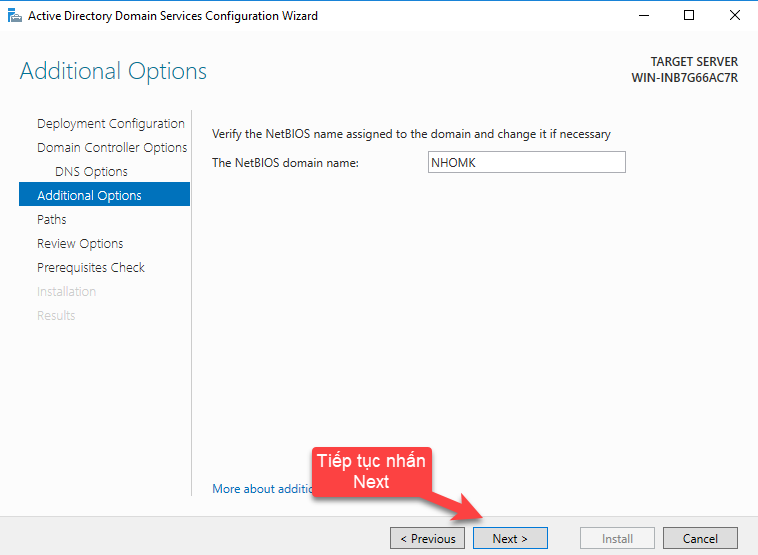 Active Directory Domain Services Configuration Wizard
Additional Options
TARGET SERVER
WIN-INB7G66AC7R
Deployment Configuration
Domain Controller Options
DNS Options
Additional Options
Paths
Review Options
Prerequisites Check
Installation
Results
Verify the NetBIOS name assigned to the domain and change it if necessary
The NetBIOS domain name: NHOMK
More about
Tiếp tục nhấn
Next
< Previous Next > Install Cancel